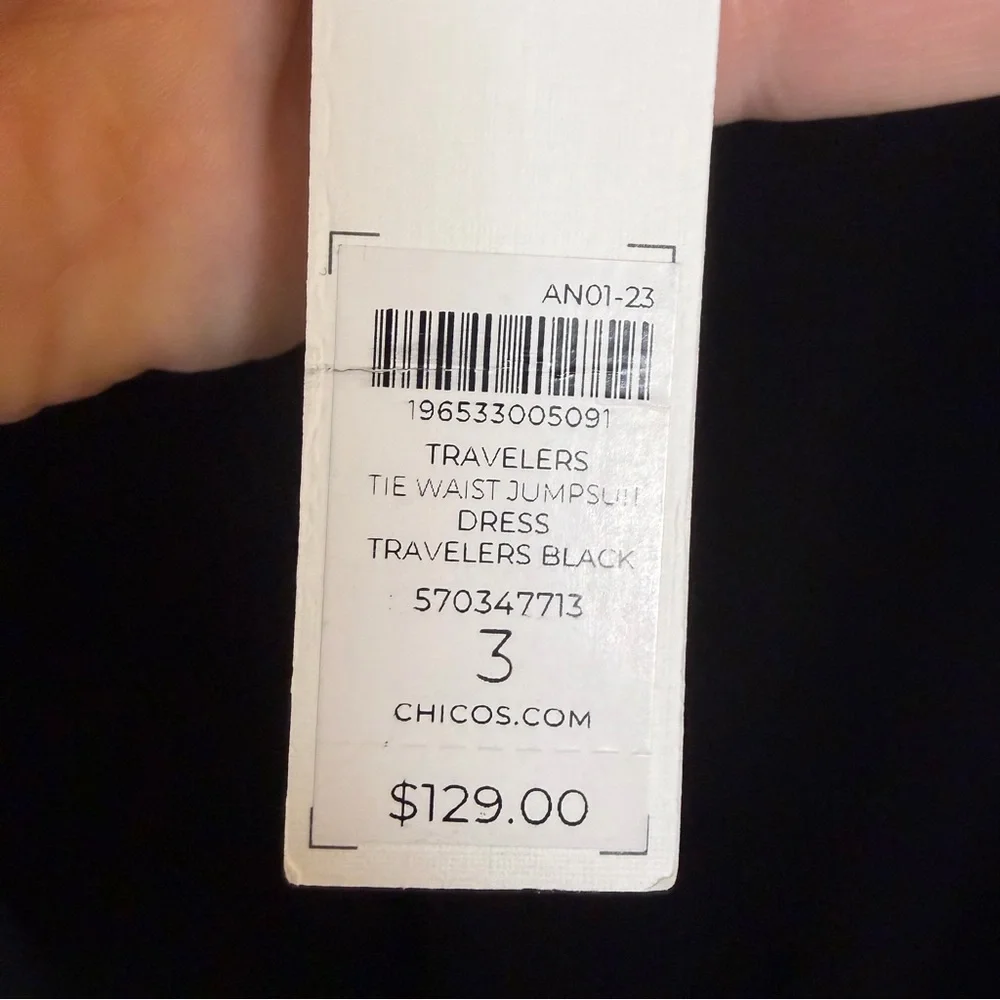 AN01-23
196533005091
TRAVELERS
TIE WAIST JUMPSUIT
DRESS
TRAVELERS BLACK
570347713
3
CHICOS.COM
$129.00